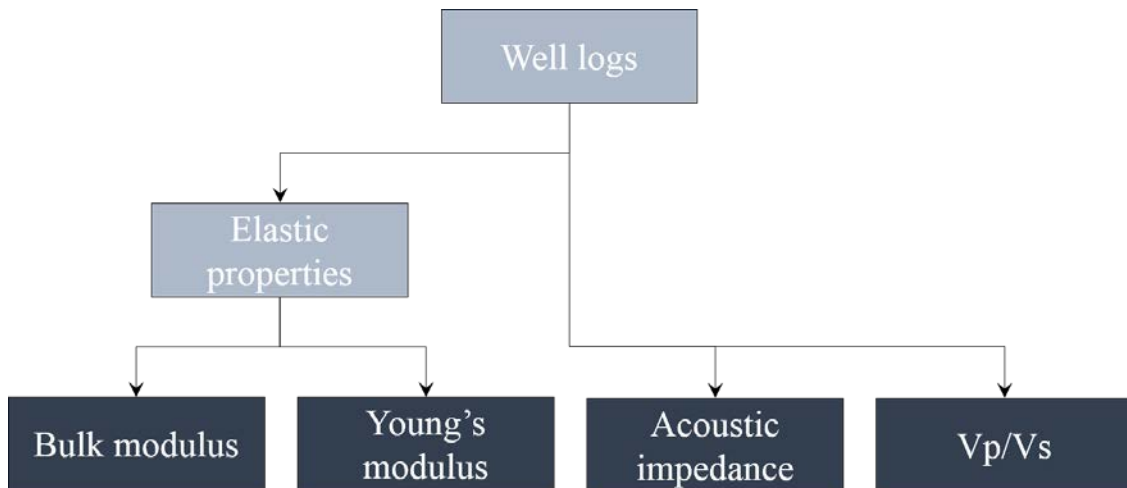 Well logs
Elastic
properties
Bulk modulus
Young’s
modulus
Acoustic
impedance
Vp/Vs